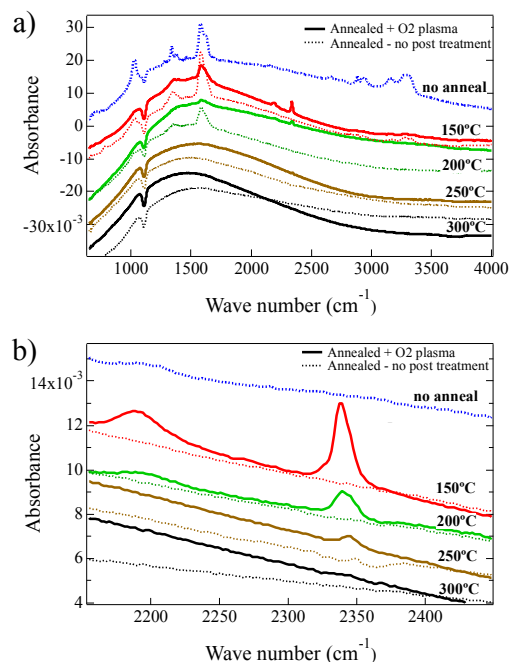 a)
30
20
10
0
-10
-20
-30x10⁻³
Absorbance
Annealed + O2 plasma
Annealed - no post treatment
no anneal
150ºC
200ºC
250ºC
300ºC
1000 1500 2000 2500 3000 3500 4000
Wave number (cm⁻¹)
b)
14x10⁻³
12
10
8
6
4
Absorbance
Annealed + O2 plasma
Annealed - no post treatment
no anneal
150ºC
200ºC
250ºC
300ºC
2200 2250 2300 2350 2400
Wave number (cm⁻¹)